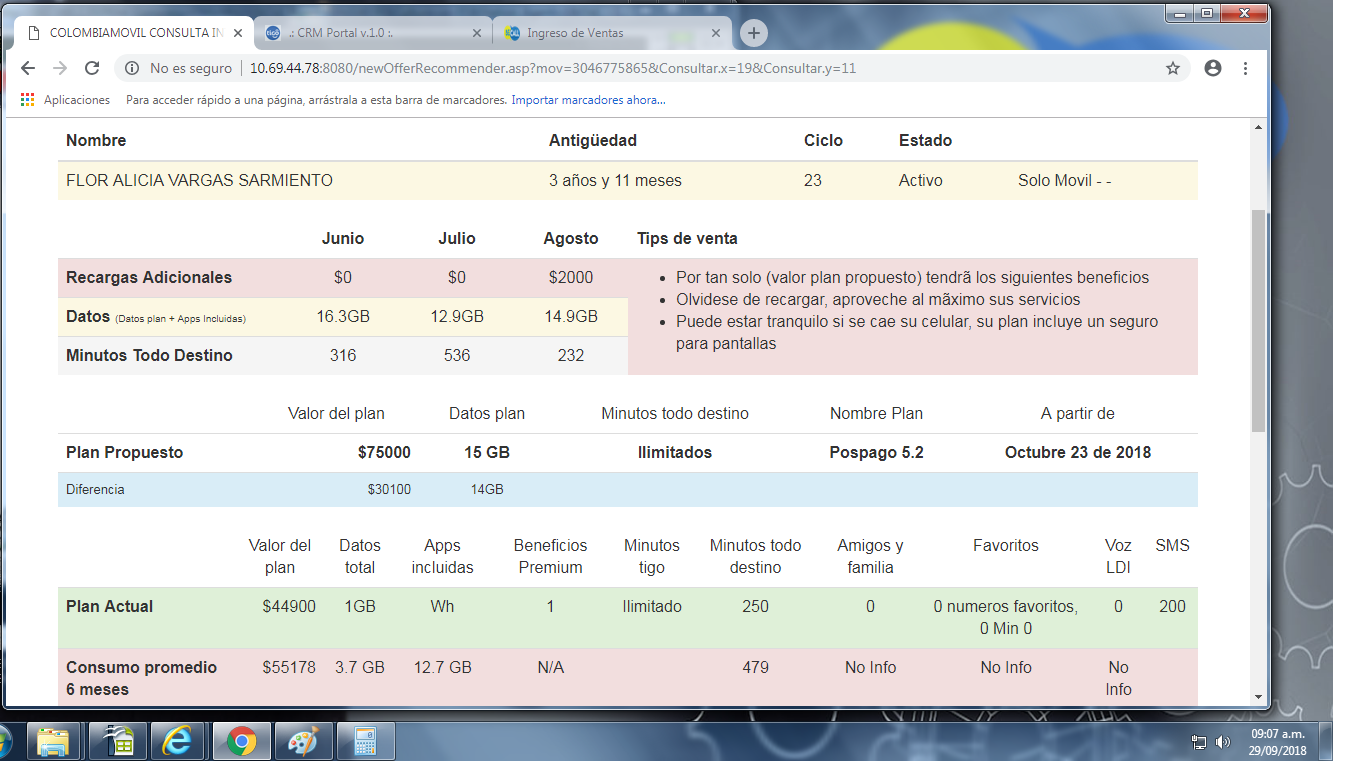 COLOMBIAMOVIL CONSULTA IN
.: CRM Portal v.1.0 :.
Ingreso de Ventas
No es seguro | 10.69.44.78:8080/newOfferRecommender.asp?mov=3046775865&Consultar.x=19&Consultar.y=11
Aplicaciones Para acceder rápido a una página, arrástrala a esta barra de marcadores. Importar marcadores ahora...
Nombre Antigüedad Ciclo Estado
FLOR ALICIA VARGAS SARMIENTO 3 años y 11 meses 23 Activo Solo Movil - -
Junio Julio Agosto Tips de venta
Recargas Adicionales $0 $0 $2000
Datos (Datos plan + Apps Incluidas) 16.3GB 12.9GB 14.9GB
Minutos Todo Destino 316 536 232
• Por tan solo (valor plan propuesto) tendrã los siguientes beneficios
• Olvidese de recargar, aproveche al mãximo sus servicios
• Puede estar tranquilo si se cae su celular, su plan incluye un seguro
para pantallas
Valor del plan Datos plan Minutos todo destino Nombre Plan A partir de
Plan Propuesto $75000 15 GB Ilimitados Pospago 5.2 Octubre 23 de 2018
Diferencia $30100 14GB
Valor del Datos Apps Beneficios Minutos Minutos todo Amigos y Favoritos Voz SMS
plan total incluidas Premium tigo destino familia LDI
Plan Actual $44900 1GB Wh 1 Ilimitado 250 0 0 numeros favoritos, 0 200
0 Min 0
Consumo promedio $55178 3.7 GB 12.7 GB N/A 479 No Info No Info No
6 meses Info
09:07 a.m.
29/09/2018